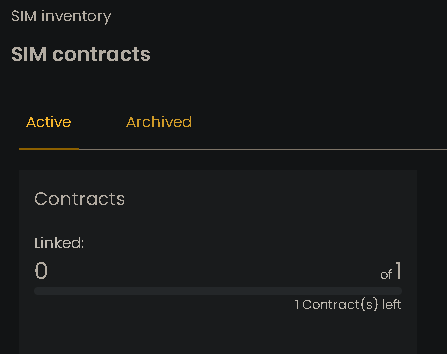 SIM inventory
SIM contracts
Active Archived
Contracts
Linked:
0 of 1
1 Contract{s} left